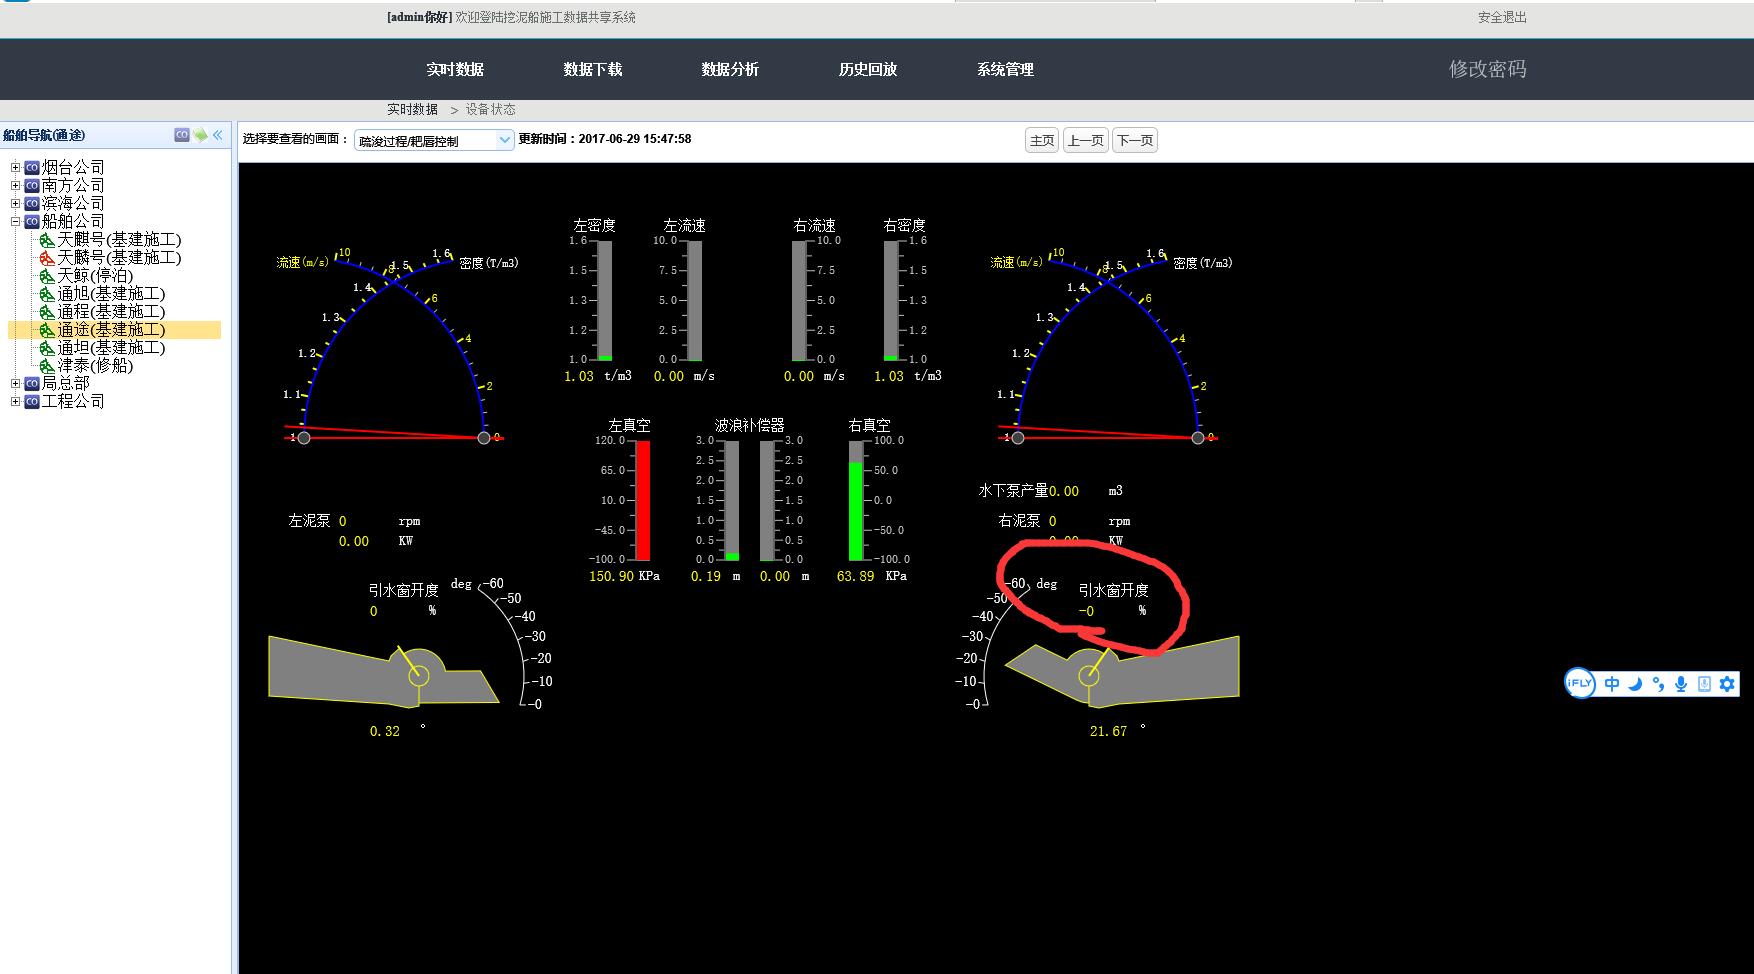 [admin你好] 欢迎登陆挖泥船施工数据共享系统
安全退出
实时数据 数据下载 数据分析 历史回放 系统管理
修改密码
实时数据 > 设备状态
船舶导航(通途)
选择要查看的画面： 疏浚过程/耙唇控制 更新时间：2017-06-29 15:47:58
主页 上一页 下一页
烟台公司
南方公司
滨海公司
船舶公司
天麒号(基建施工)
天麟号(基建施工)
天鲸(停泊)
通旭(基建施工)
通程(基建施工)
通途(基建施工)
通坦(基建施工)
津泰(修船)
局总部
工程公司
流速(m/s) 10 8 6 4 2 0
密度(T/m3) 1.6 1.5 1.4 1.3 1.2 1.1 1
左密度
1.6
1.5
1.3
1.2
1.0
1.03 t/m3
左流速
10.0
7.5
5.0
2.5
0.0
0.00 m/s
右流速
10.0
7.5
5.0
2.5
0.0
0.00 m/s
右密度
1.6
1.5
1.3
1.2
1.0
1.03 t/m3
流速(m/s) 10 8 6 4 2 0
密度(T/m3) 1.6 1.5 1.4 1.3 1.2 1.1 1
左真空
120.0
65.0
10.0
-45.0
-100.0
150.90 KPa
波浪补偿器
3.0 3.0
2.5 2.5
2.0 2.0
1.5 1.5
1.0 1.0
0.5 0.5
0.0 0.0
0.19 m 0.00 m
右真空
100.0
50.0
0.0
-50.0
-100.0
63.89 KPa
左泥泵 0 rpm
0.00 KW
水下泵产量0.00 m3
右泥泵 0 rpm
0.00 KW
引水窗开度
0 %
deg -60
-50
-40
-30
-20
-10
-0
0.32 °
-60 deg
-50
-40
-30
-20
-10
-0
引水窗开度
-0 %
21.67 °
iFLY 中